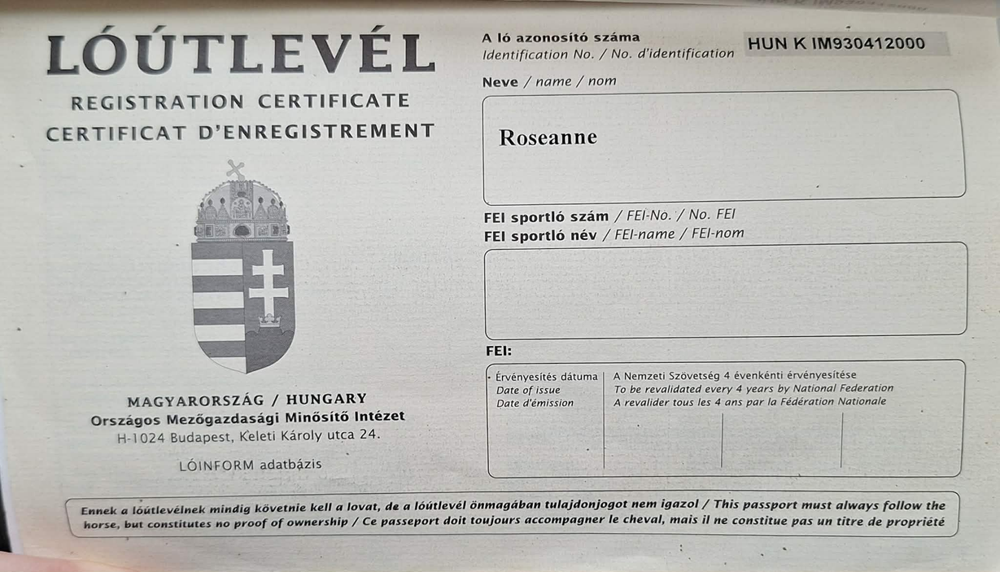 LÓÚTLEVÉL
REGISTRATION CERTIFICATE
CERTIFICAT D'ENREGISTREMENT
MAGYARORSZÁG / HUNGARY
Országos Mezőgazdasági Minősítő Intézet
H-1024 Budapest, Keleti Károly utca 24.
LÓINFORM adatbázis
A ló azonosító száma
Identification No. / No. d'identification
HUN K IM930412000
Neve / name / nom
Roseanne
FEI sportló szám / FEI-No. / No. FEI
FEI sportló név / FEI-name / FEI-nom
FEI:
Érvényesítés dátuma
Date of issue
Date d'émission
A Nemzeti Szövetség 4 évenkénti érvényesítése
To be revalidated every 4 years by National Federation
A revalider tous les 4 ans par la Fédération Nationale
Ennek a lóútlevélnek mindig követnie kell a lovat, de a lóútlevél önmagában tulajdonjogot nem igazol / This passport must always follow the
horse, but constitutes no proof of ownership / Ce passeport doit toujours accompagner le cheval, mais il ne constitue pas un titre de propriété